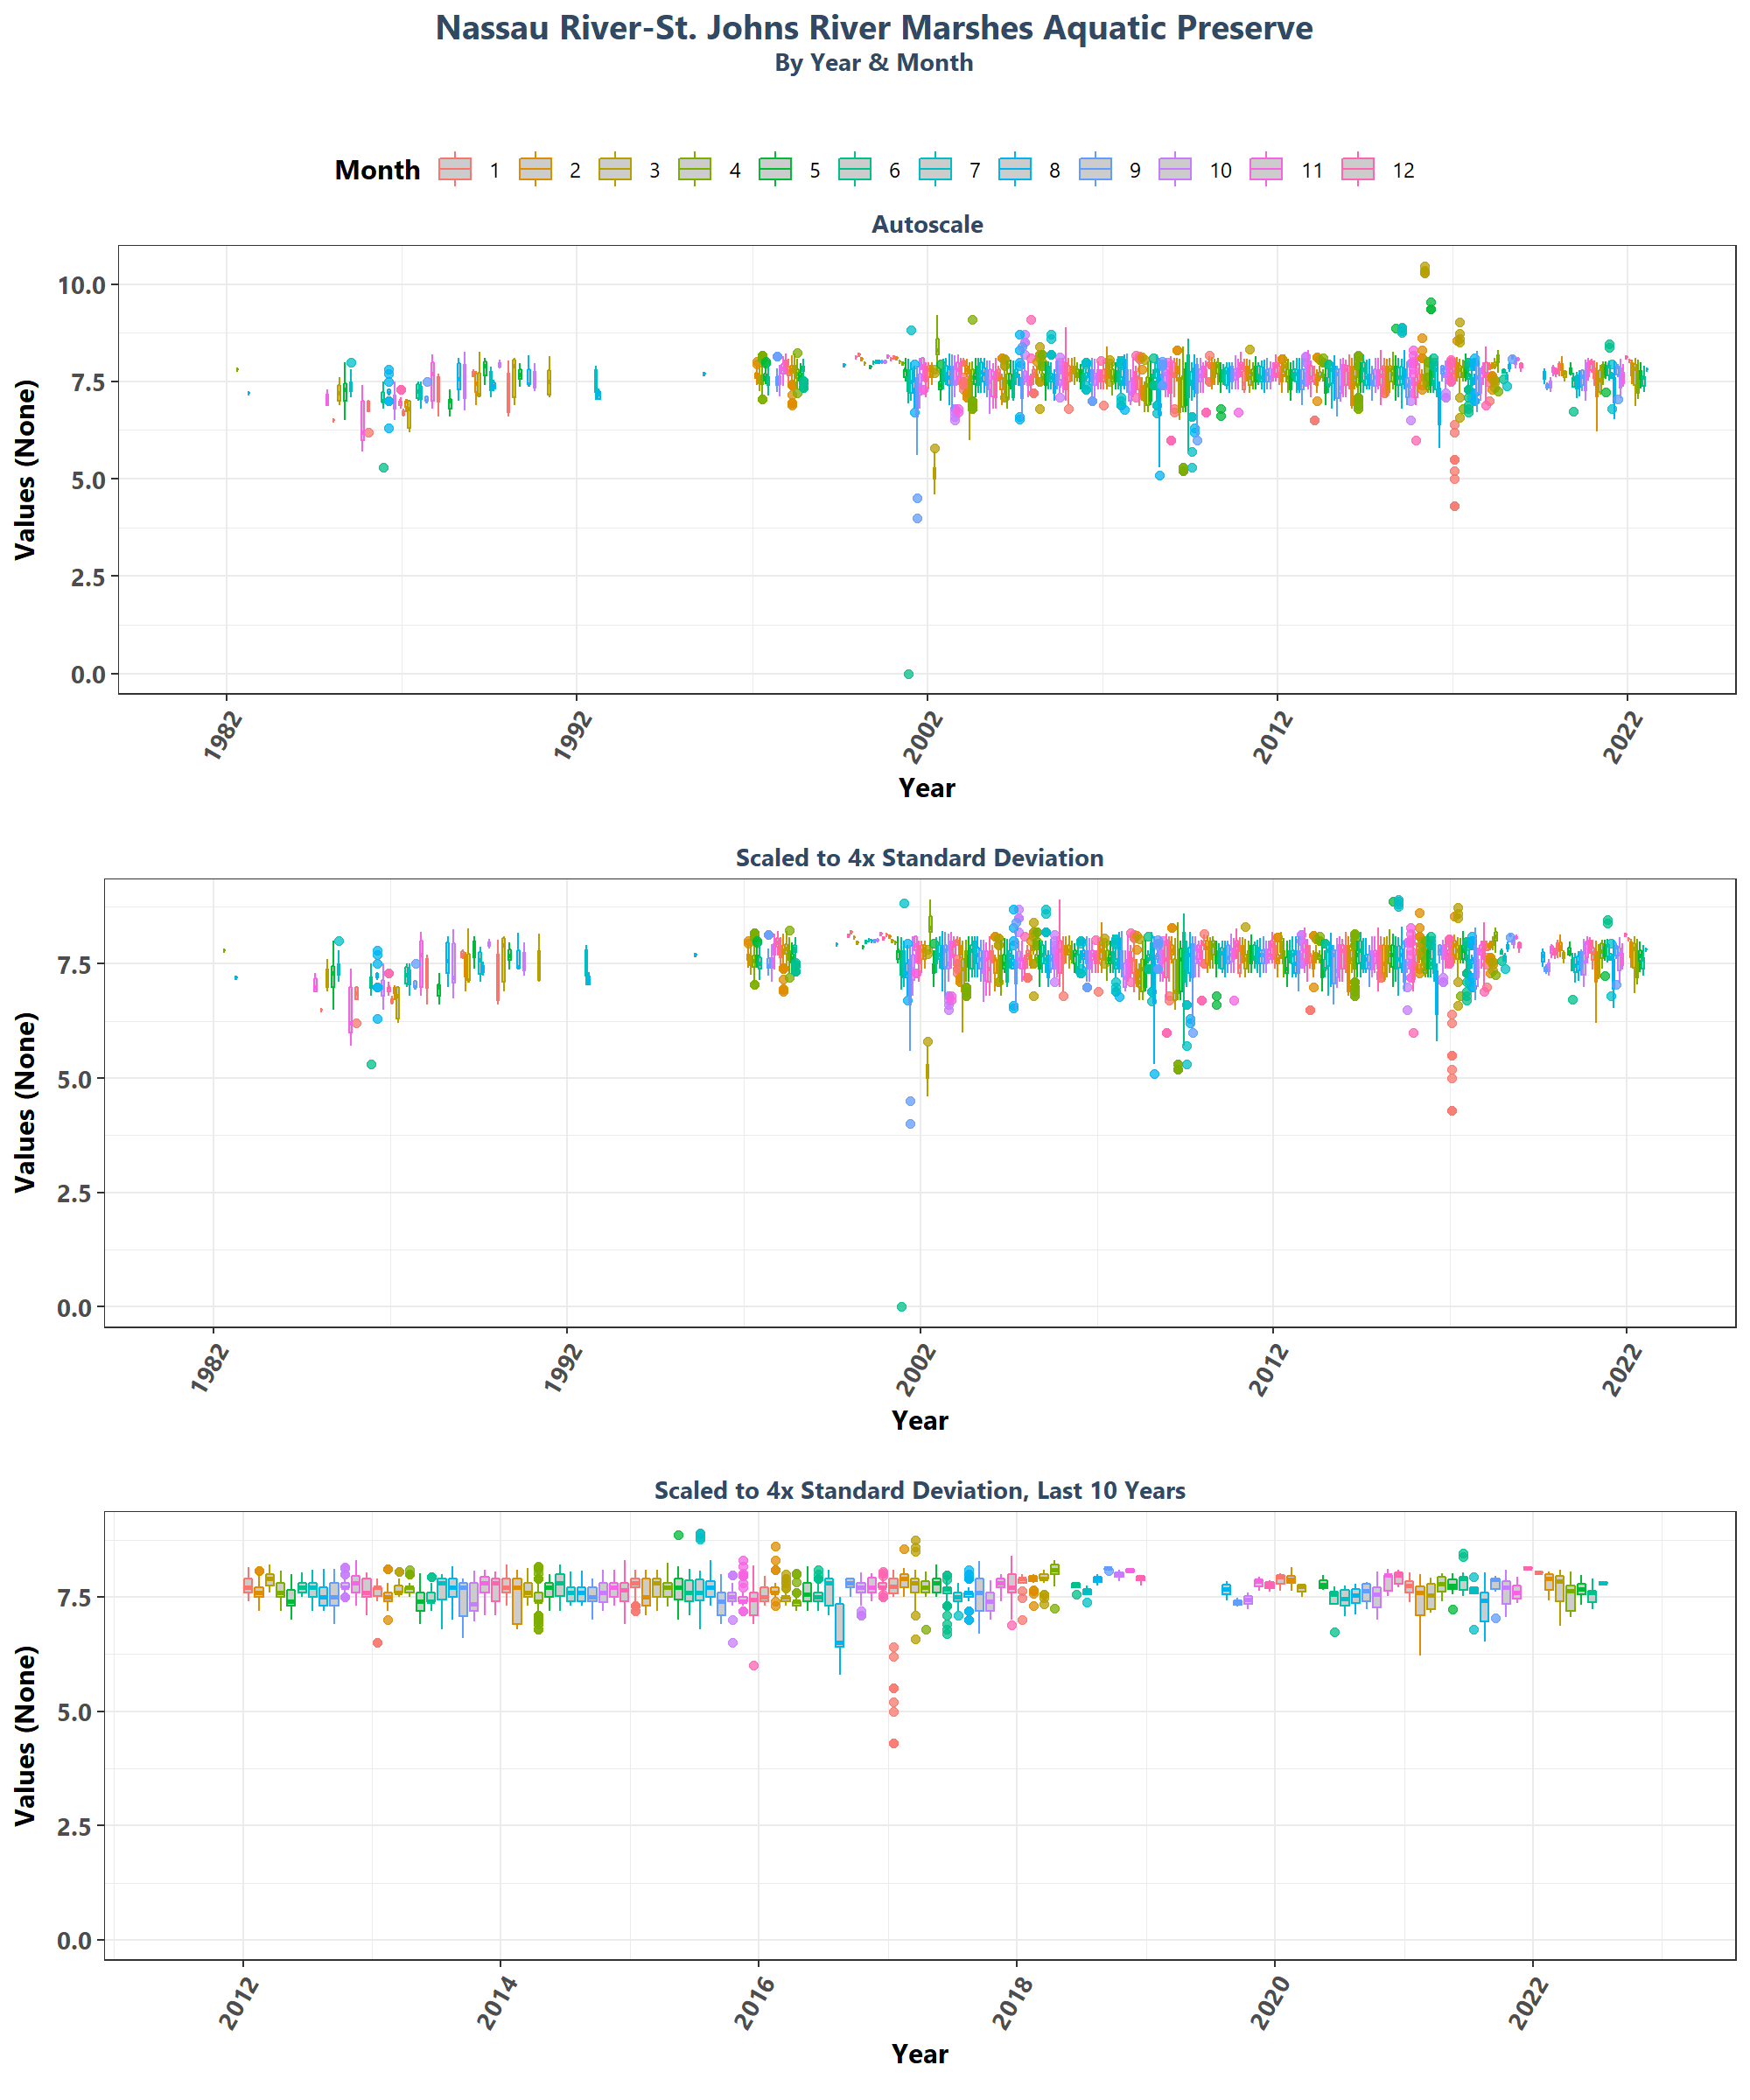 Nassau River-St. Johns River Marshes Aquatic Preserve
By Year & Month
Month 1 2 3 4 5 6 7 8 9 10 11 12
Autoscale
Values (None)
10.0
7.5
5.0
2.5
0.0
1982 1992 2002 2012 2022
Year
Scaled to 4x Standard Deviation
Values (None)
7.5
5.0
2.5
0.0
1982 1992 2002 2012 2022
Year
Scaled to 4x Standard Deviation, Last 10 Years
Values (None)
7.5
5.0
2.5
0.0
2012 2014 2016 2018 2020 2022
Year